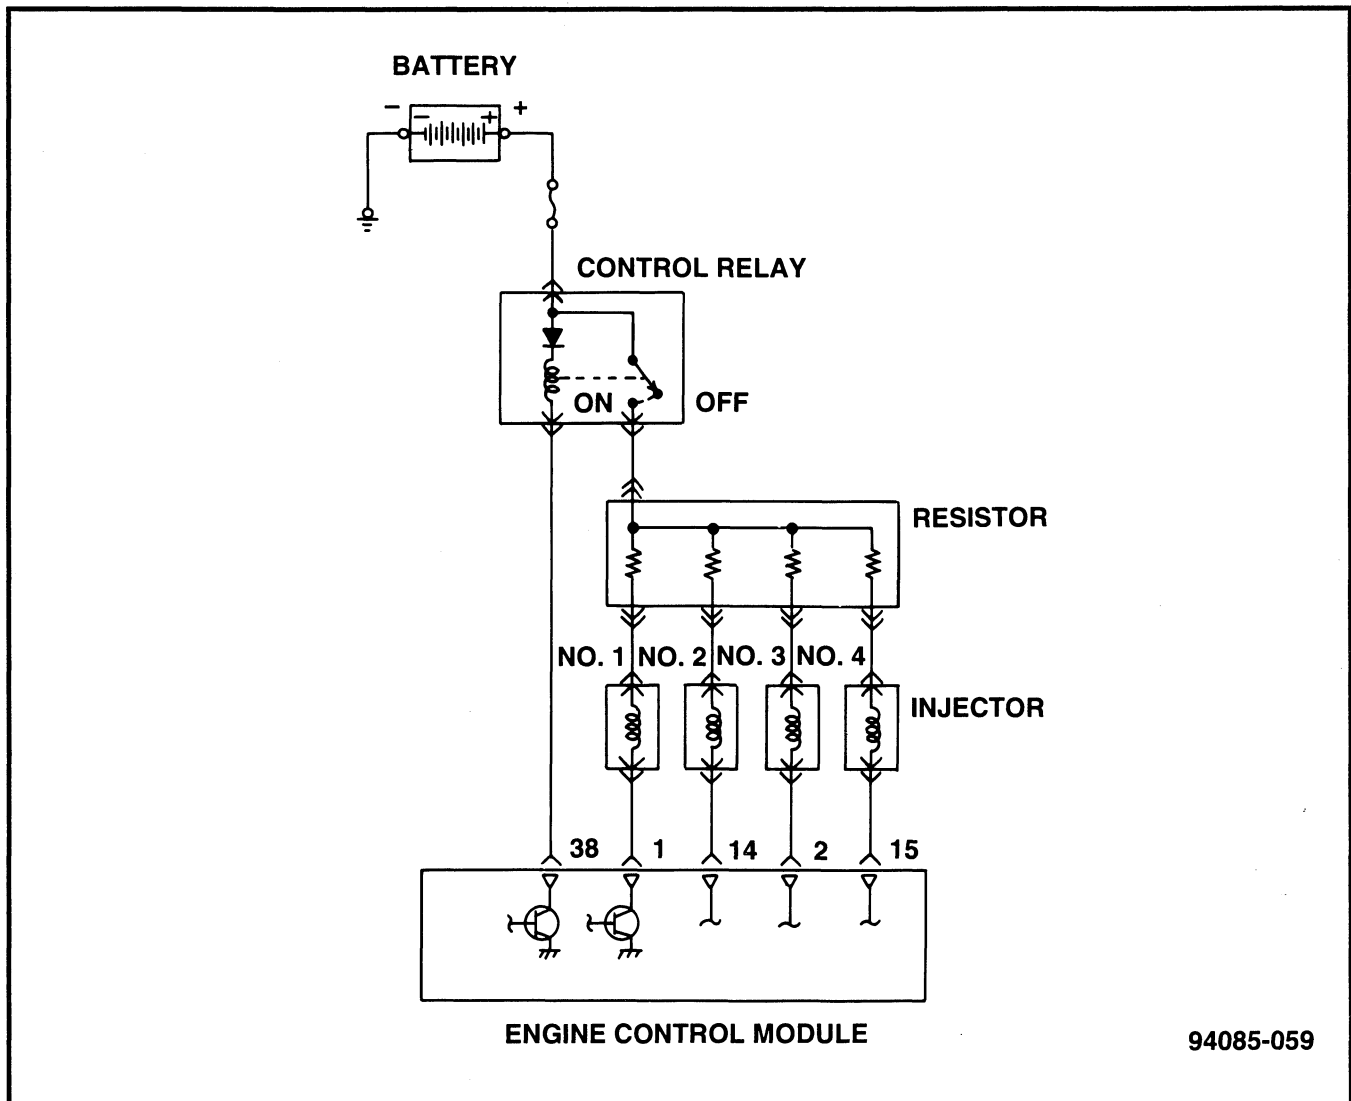 BATTERY
− +
− +
CONTROL RELAY
ON OFF
RESISTOR
NO. 1 NO. 2 NO. 3 NO. 4
INJECTOR
38 1 14 2 15
ENGINE CONTROL MODULE
94085-059